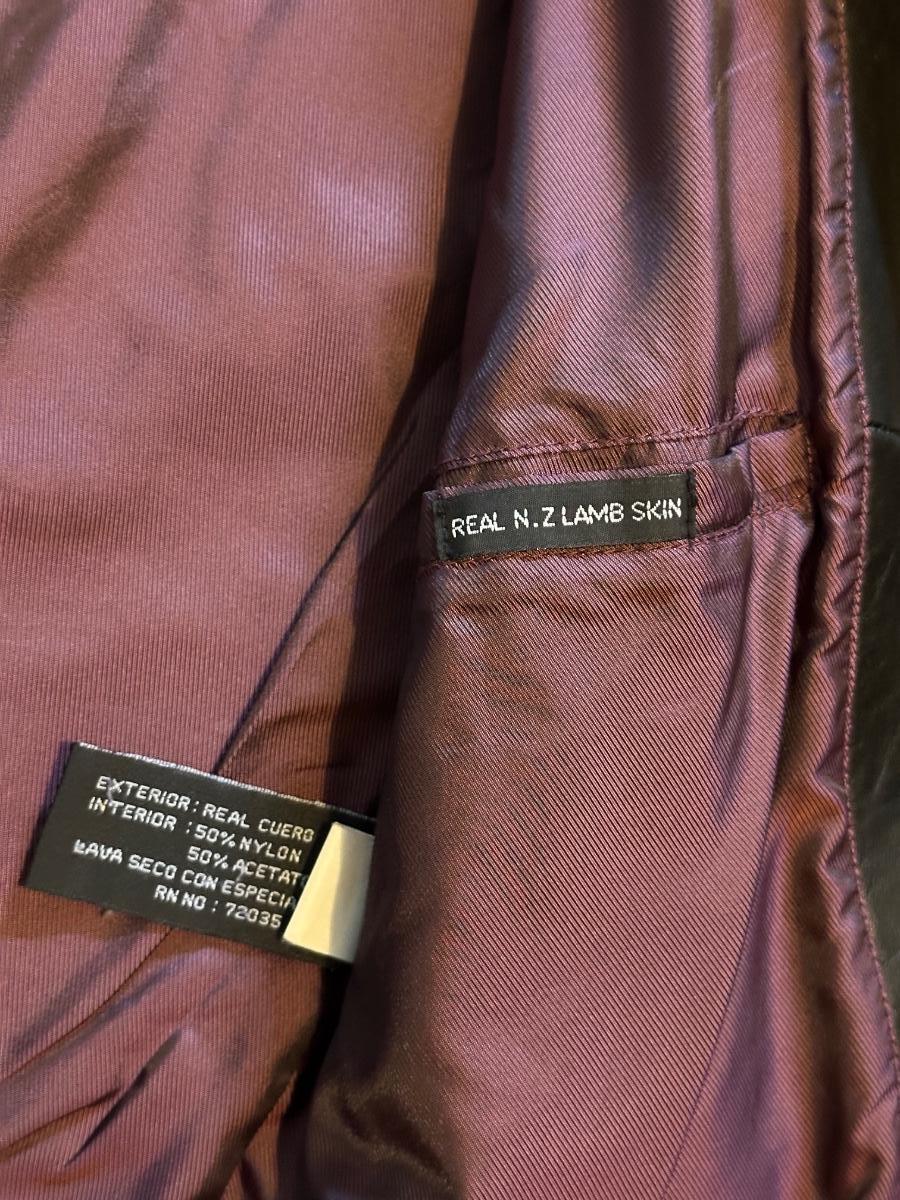 REAL N.Z LAMB SKIN
EXTERIOR: REAL CUERO
INTERIOR : 50% NYLON
50% ACETAT
LAVA SECO CON ESPECIA
RN NO : 72035